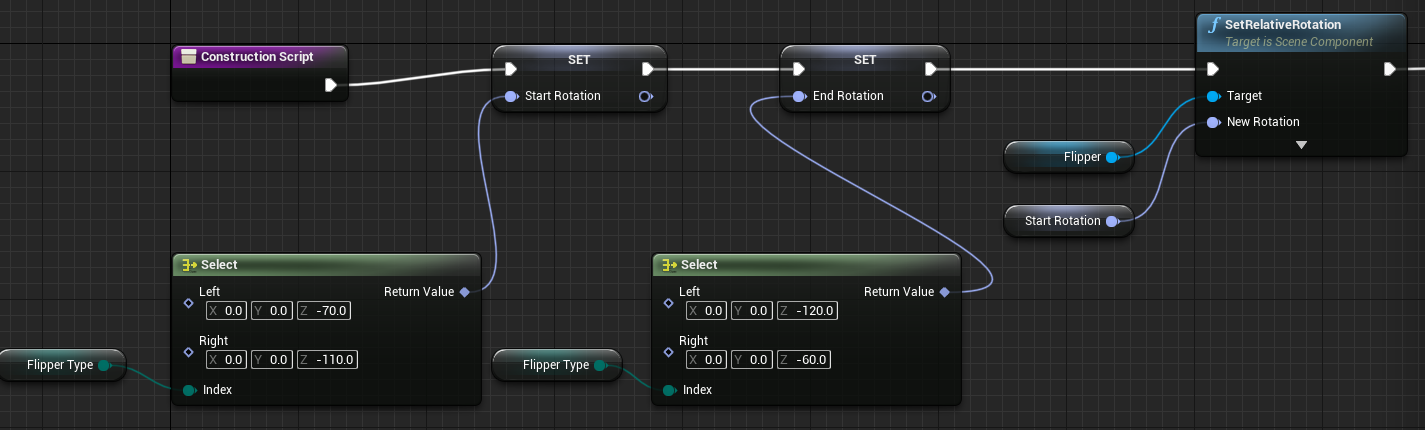 Construction Script
SET
Start Rotation
SET
End Rotation
f SetRelativeRotation
Target is Scene Component
Target
New Rotation
Flipper
Start Rotation
Select
Left
Return Value
X 0.0 Y 0.0 Z -70.0
Right
X 0.0 Y 0.0 Z -110.0
Flipper Type
Index
Select
Left
Return Value
X 0.0 Y 0.0 Z -120.0
Right
X 0.0 Y 0.0 Z -60.0
Flipper Type
Index